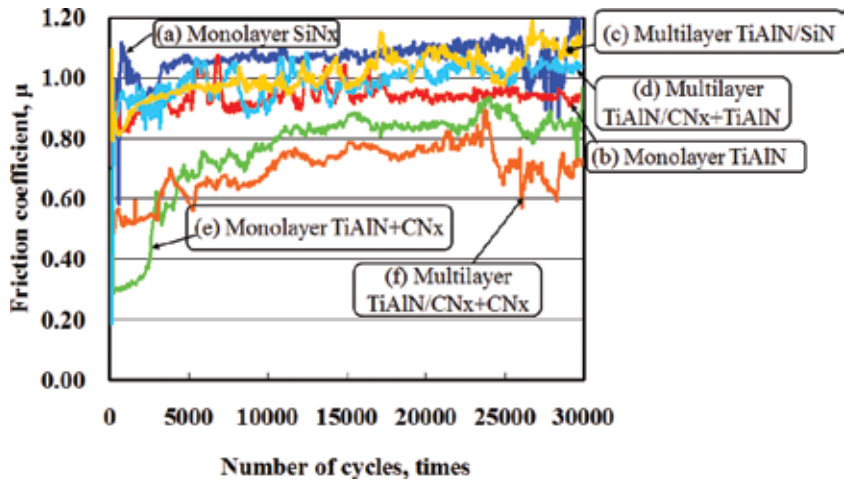 1.20
1.00
0.80
0.60
0.40
0.20
0.00
Friction coefficient, μ
(a) Monolayer SiNx
(c) Multilayer TiAlN/SiN
(d) Multilayer
TiAlN/CNx+TiAlN
(b) Monolayer TiAlN
(e) Monolayer TiAlN+CNx
(f) Multilayer
TiAlN/CNx+CNx
0 5000 10000 15000 20000 25000 30000
Number of cycles, times